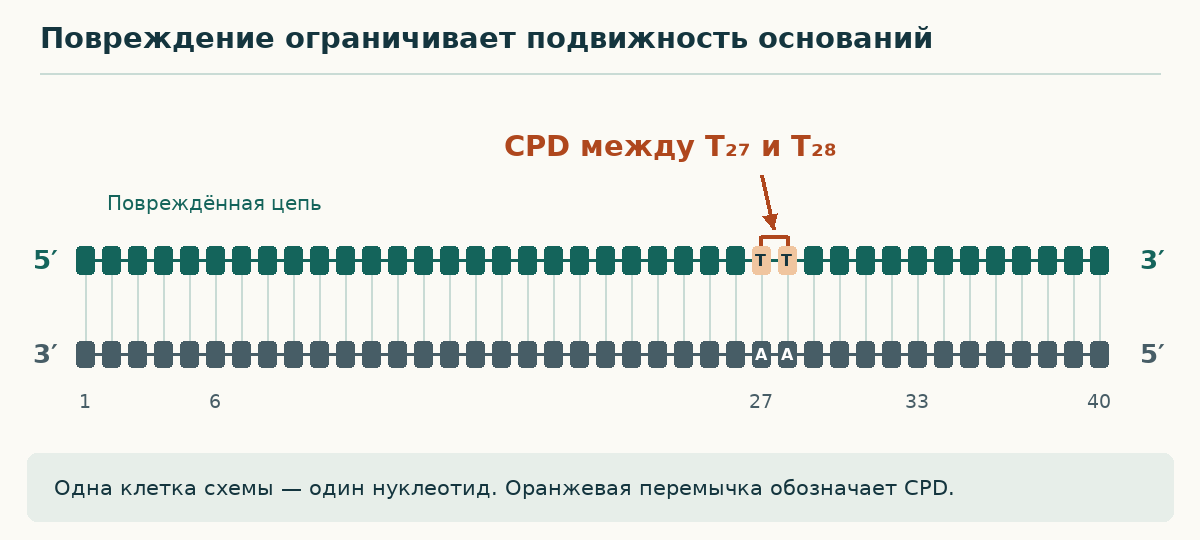 Повреждение ограничивает подвижность оснований
CPD между T₂₇ и T₂₈
Повреждённая цепь
5′ T T 3′
3′ A A 5′
1 6 27 33 40
Одна клетка схемы — один нуклеотид. Оранжевая перемычка обозначает CPD.